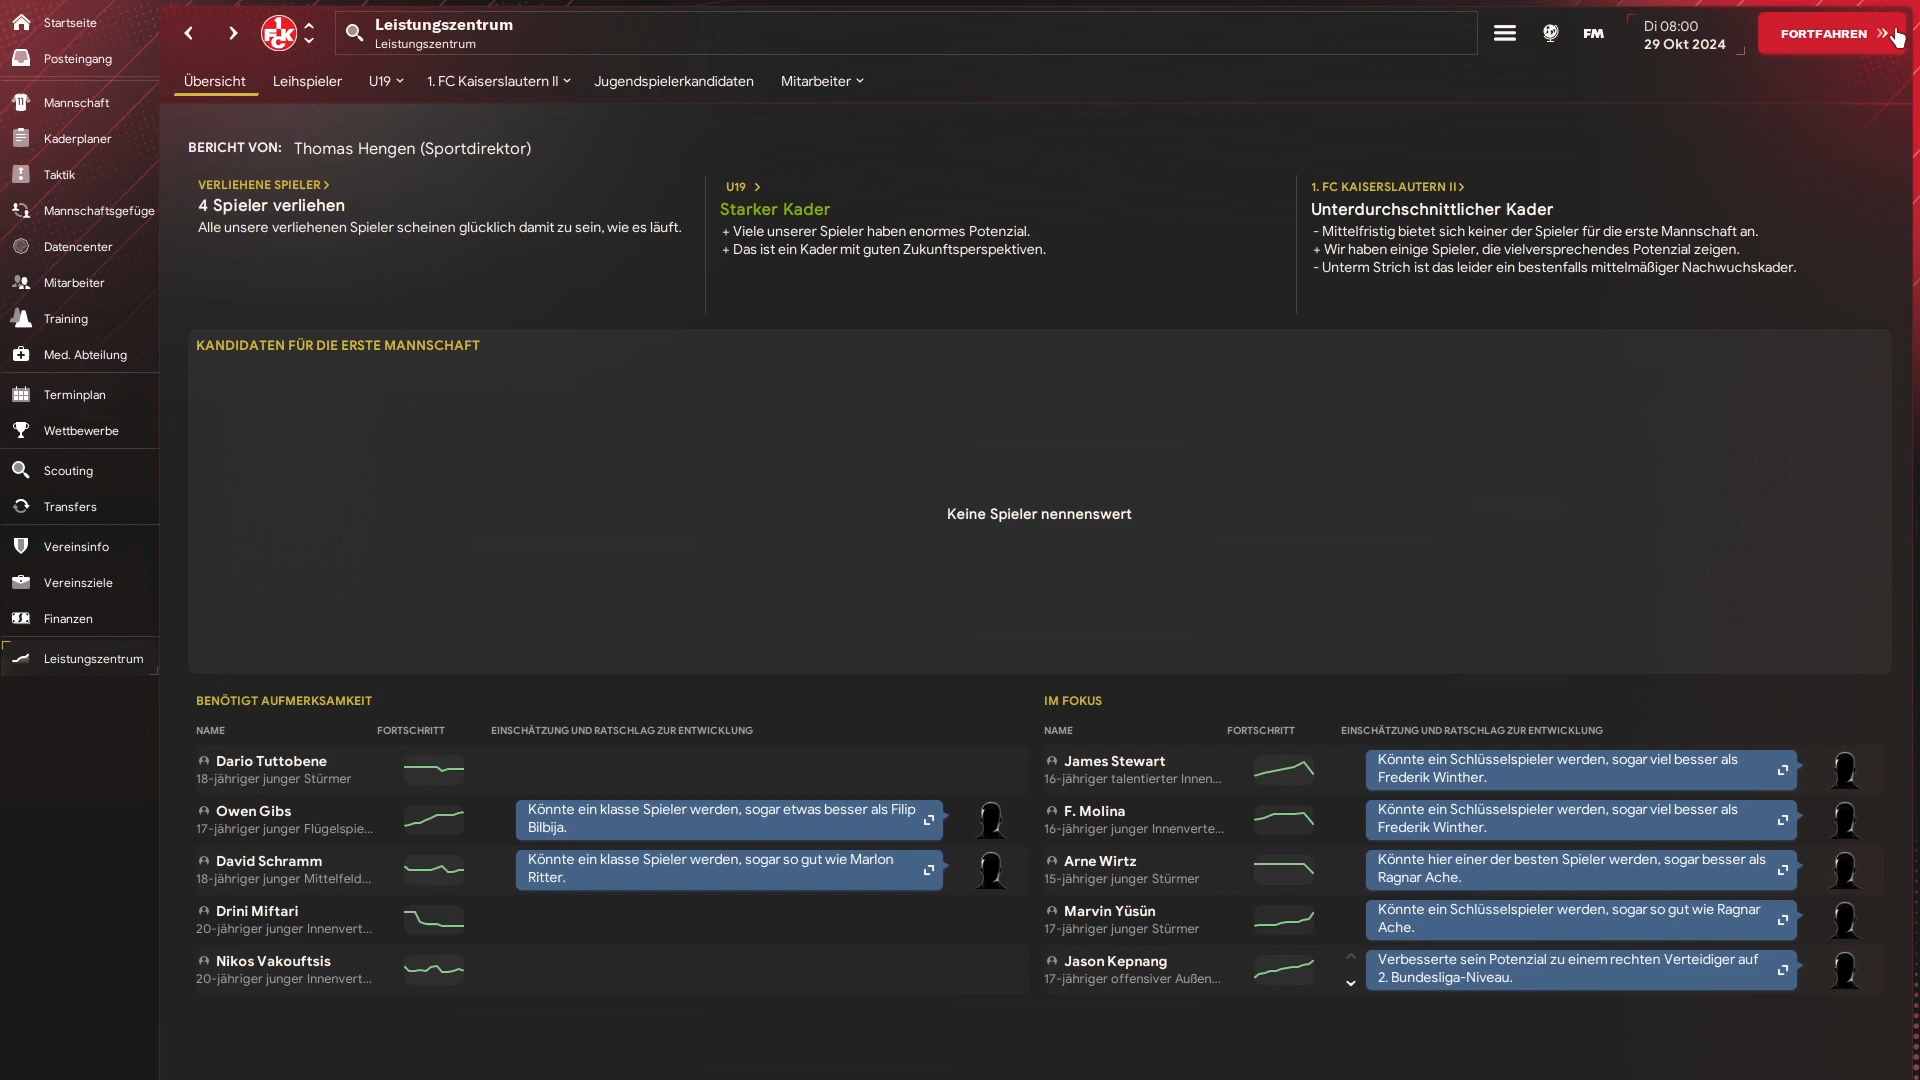 Startseite
Posteingang
Mannschaft
Kaderplaner
Taktik
Mannschaftsgefüge
Datencenter
Mitarbeiter
Training
Med. Abteilung
Terminplan
Wettbewerbe
Scouting
Transfers
Vereinsinfo
Vereinsziele
Finanzen
Leistungszentrum
1
FCK
Leistungszentrum
Leistungszentrum
FM
Di 08:00
29 Okt 2024
FORTFAHREN
Übersicht
Leihspieler
U19
1. FC Kaiserslautern II
Jugendspielerkandidaten
Mitarbeiter
BERICHT VON: Thomas Hengen (Sportdirektor)
VERLIEHENE SPIELER >
4 Spieler verliehen
Alle unsere verliehenen Spieler scheinen glücklich damit zu sein, wie es läuft.
U19 >
Starker Kader
+ Viele unserer Spieler haben enormes Potenzial.
+ Das ist ein Kader mit guten Zukunftsperspektiven.
1. FC KAISERSLAUTERN II >
Unterdurchschnittlicher Kader
- Mittelfristig bietet sich keiner der Spieler für die erste Mannschaft an.
+ Wir haben einige Spieler, die vielversprechendes Potenzial zeigen.
- Unterm Strich ist das leider ein bestenfalls mittelmäßiger Nachwuchskader.
KANDIDATEN FÜR DIE ERSTE MANNSCHAFT
Keine Spieler nennenswert
BENÖTIGT AUFMERKSAMKEIT
NAME FORTSCHRITT EINSCHÄTZUNG UND RATSCHLAG ZUR ENTWICKLUNG
Dario Tuttobene
18-jähriger junger Stürmer
Owen Gibs
17-jähriger junger Flügelspie...
Könnte ein klasse Spieler werden, sogar etwas besser als Filip
Bilbija.
David Schramm
18-jähriger junger Mittelfeld...
Könnte ein klasse Spieler werden, sogar so gut wie Marlon
Ritter.
Drini Miftari
20-jähriger junger Innenvert...
Nikos Vakouftsis
20-jähriger junger Innenvert...
IM FOKUS
NAME FORTSCHRITT EINSCHÄTZUNG UND RATSCHLAG ZUR ENTWICKLUNG
James Stewart
16-jähriger talentierter Innen...
Könnte ein Schlüsselspieler werden, sogar viel besser als
Frederik Winther.
F. Molina
16-jähriger junger Innenverte...
Könnte ein Schlüsselspieler werden, sogar viel besser als
Frederik Winther.
Arne Wirtz
15-jähriger junger Stürmer
Könnte hier einer der besten Spieler werden, sogar besser als
Ragnar Ache.
Marvin Yüsün
17-jähriger junger Stürmer
Könnte ein Schlüsselspieler werden, sogar so gut wie Ragnar
Ache.
Jason Kepnang
17-jähriger offensiver Außen...
Verbesserte sein Potenzial zu einem rechten Verteidiger auf
2. Bundesliga-Niveau.